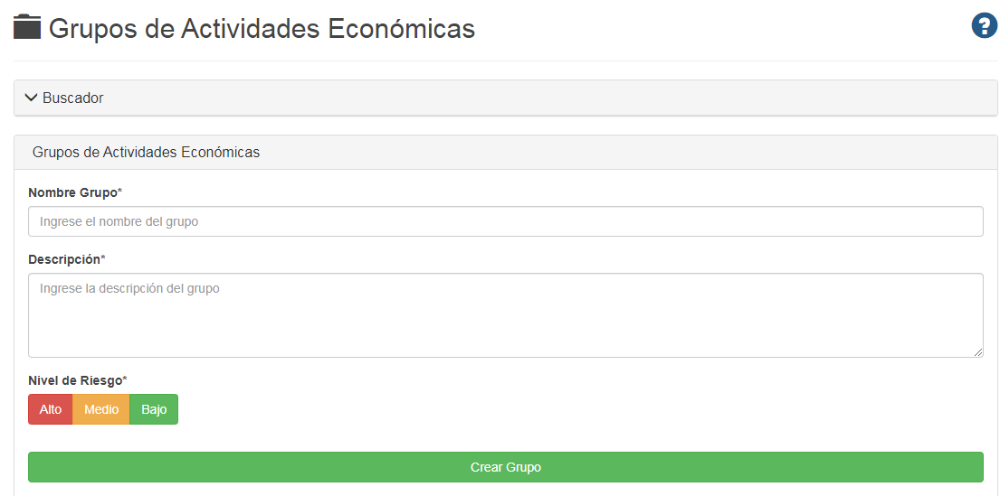 Grupos de Actividades Económicas
?
Buscador
Grupos de Actividades Económicas
Nombre Grupo*
Ingrese el nombre del grupo
Descripción*
Ingrese la descripción del grupo
Nivel de Riesgo*
Alto Medio Bajo
Crear Grupo